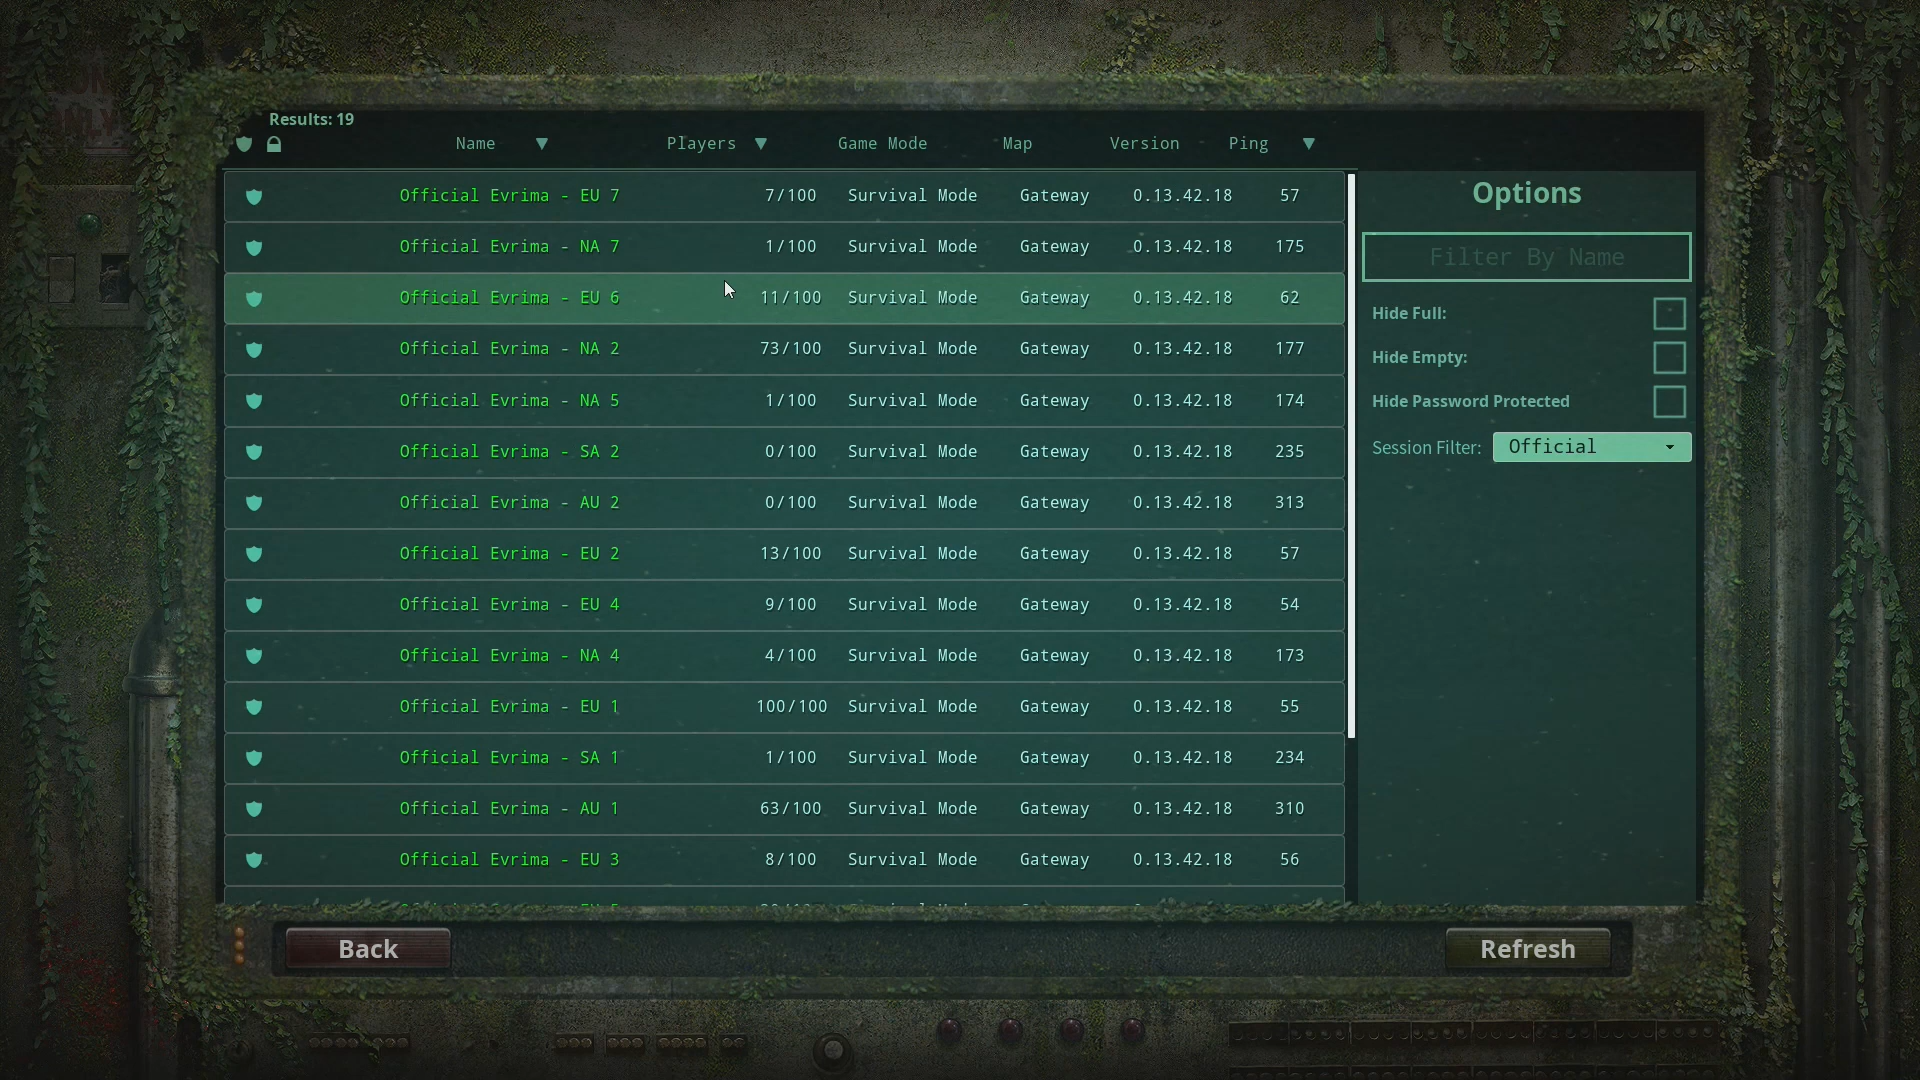 Results: 19
Name Players Game Mode Map Version Ping
Official Evrima - EU 7 7/100 Survival Mode Gateway 0.13.42.18 57
Official Evrima - NA 7 1/100 Survival Mode Gateway 0.13.42.18 175
Official Evrima - EU 6 11/100 Survival Mode Gateway 0.13.42.18 62
Official Evrima - NA 2 73/100 Survival Mode Gateway 0.13.42.18 177
Official Evrima - NA 5 1/100 Survival Mode Gateway 0.13.42.18 174
Official Evrima - SA 2 0/100 Survival Mode Gateway 0.13.42.18 235
Official Evrima - AU 2 0/100 Survival Mode Gateway 0.13.42.18 313
Official Evrima - EU 2 13/100 Survival Mode Gateway 0.13.42.18 57
Official Evrima - EU 4 9/100 Survival Mode Gateway 0.13.42.18 54
Official Evrima - NA 4 4/100 Survival Mode Gateway 0.13.42.18 173
Official Evrima - EU 1 100/100 Survival Mode Gateway 0.13.42.18 55
Official Evrima - SA 1 1/100 Survival Mode Gateway 0.13.42.18 234
Official Evrima - AU 1 63/100 Survival Mode Gateway 0.13.42.18 310
Official Evrima - EU 3 8/100 Survival Mode Gateway 0.13.42.18 56
Options
Filter By Name
Hide Full:
Hide Empty:
Hide Password Protected
Session Filter: Official
Back
Refresh